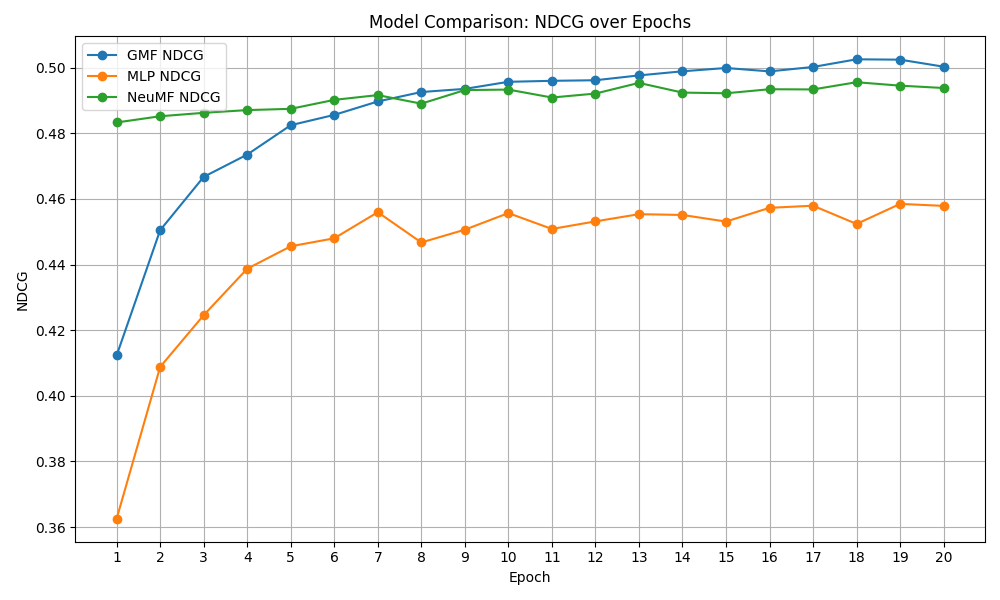 Model Comparison: NDCG over Epochs
GMF NDCG
MLP NDCG
NeuMF NDCG
NDCG
0.50
0.48
0.46
0.44
0.42
0.40
0.38
0.36
1 2 3 4 5 6 7 8 9 10 11 12 13 14 15 16 17 18 19 20
Epoch